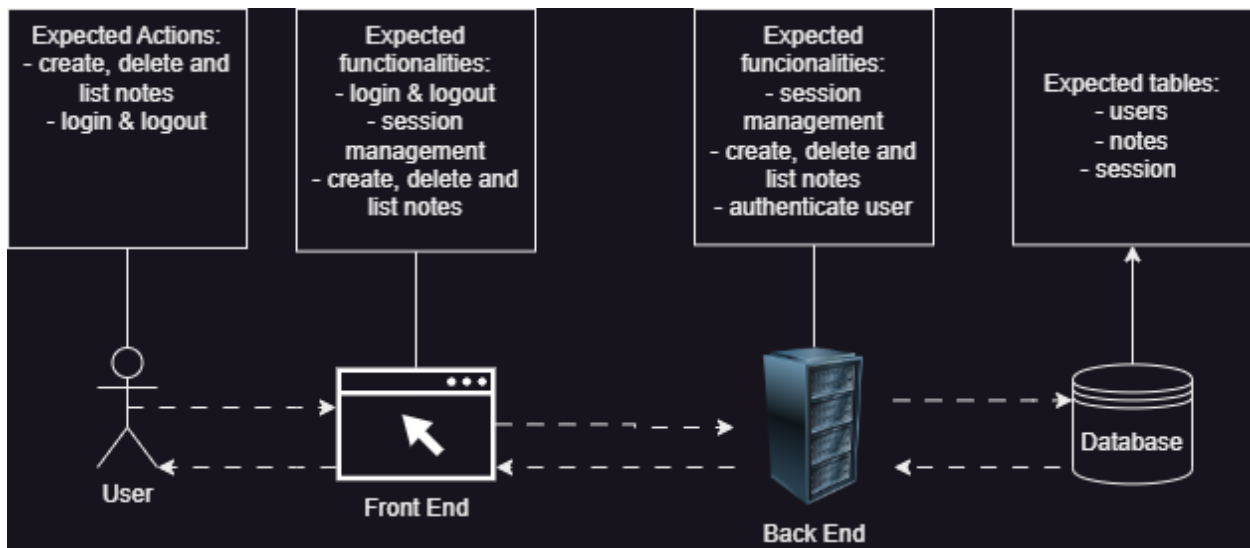 Expected Actions:
- create, delete and
list notes
- login & logout
Expected
functionalities:
- login & logout
- session
management
- create, delete and
list notes
Expected
funcionalities:
- session
management
- create, delete and
list notes
- authenticate user
Expected tables:
- users
- notes
- session
User
Front End
Back End
Database